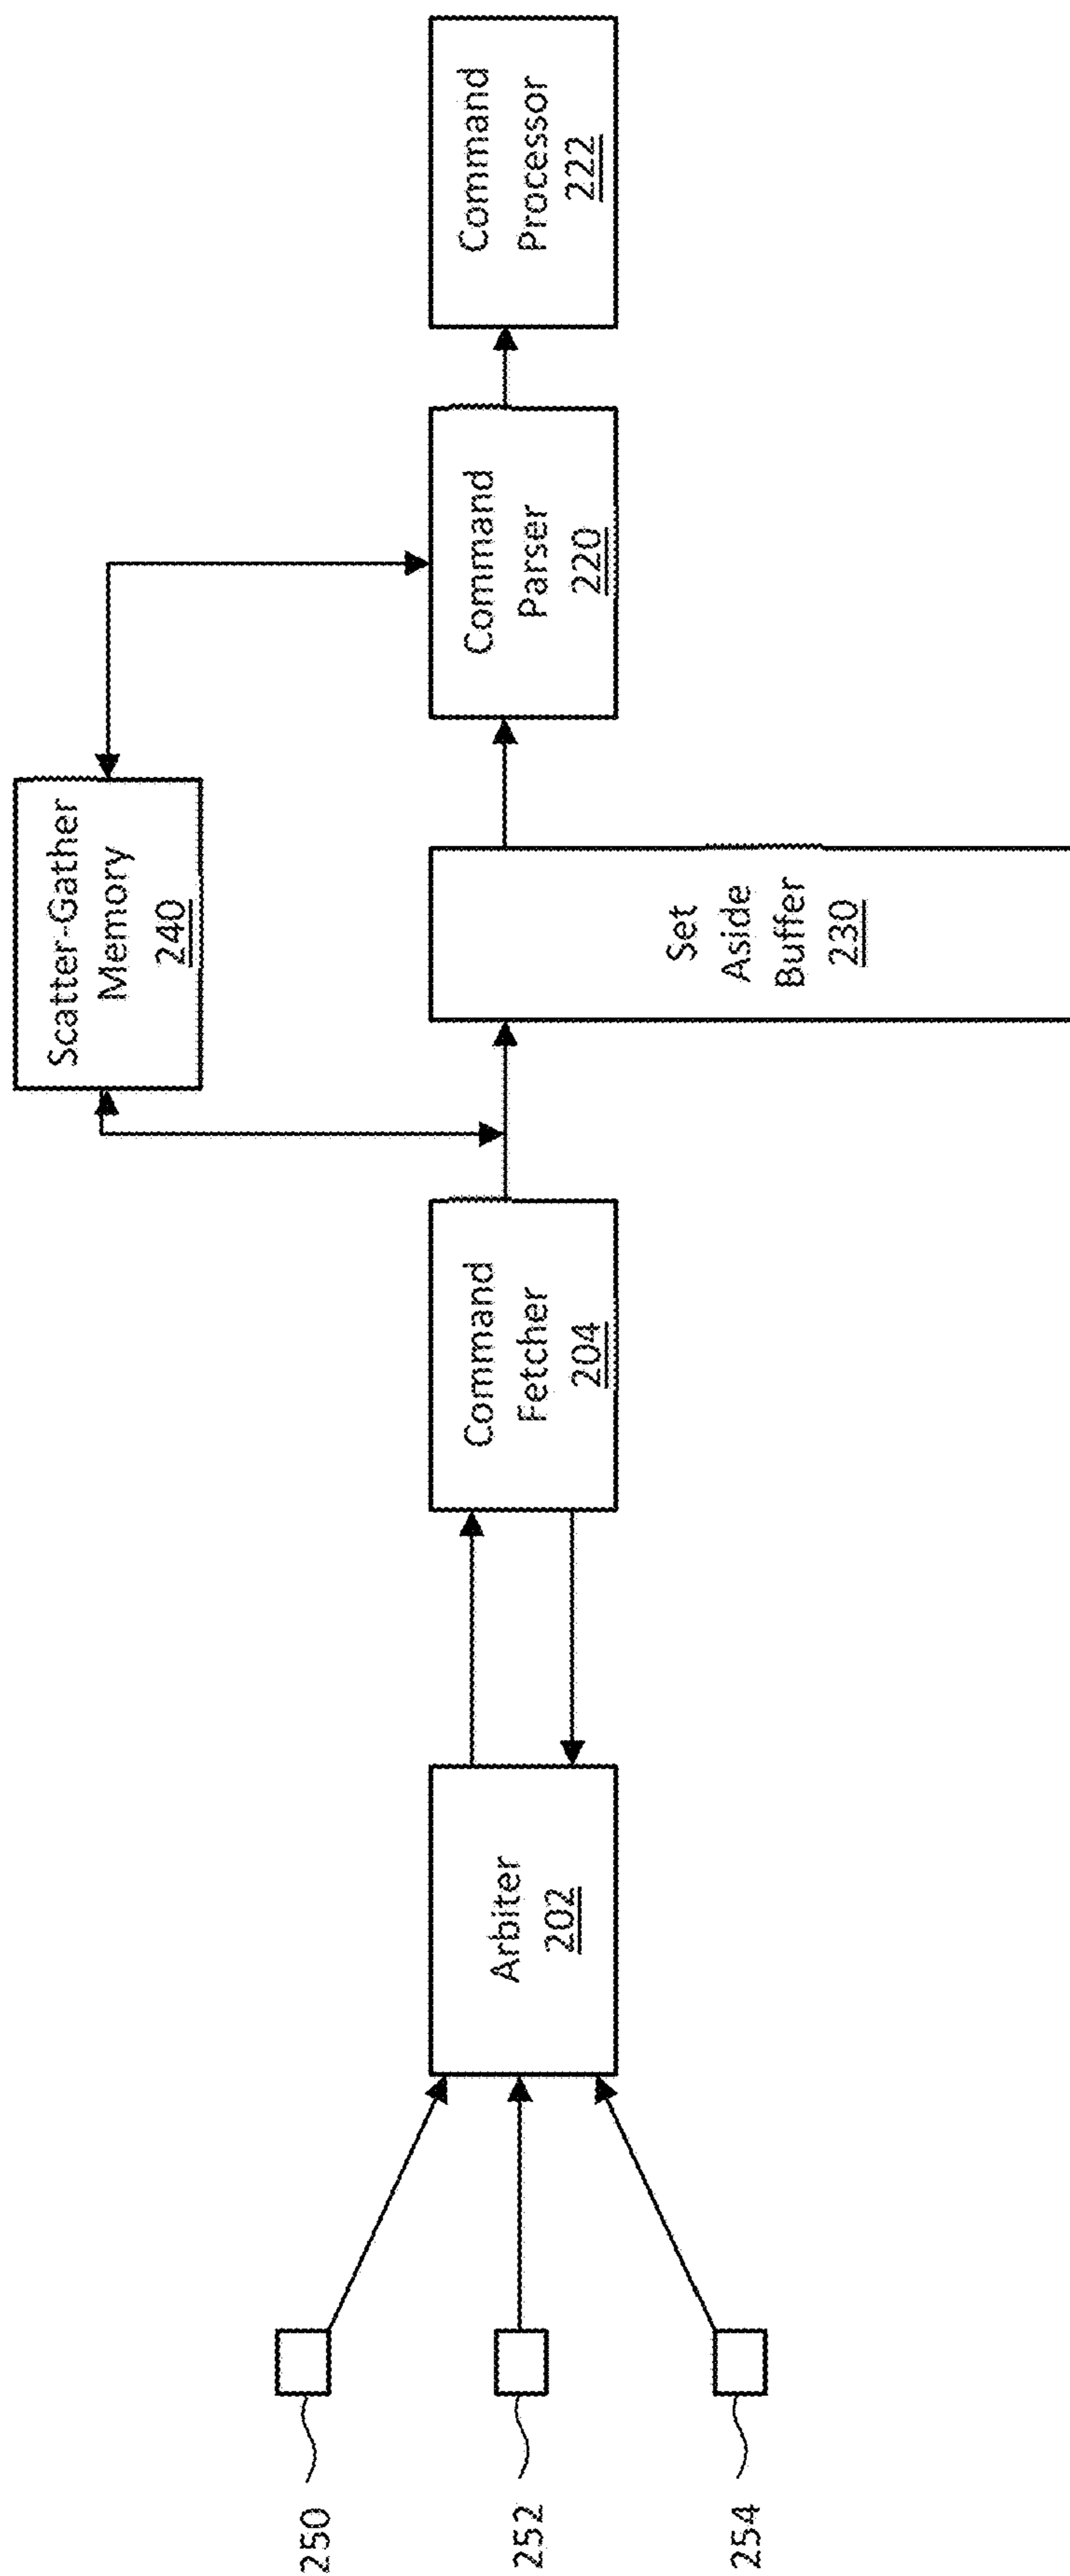 250
252
254
Arbiter
202
Command
Fetcher
204
Scatter-Gather
Memory
240
Set
Aside
Buffer
230
Command
Parser
220
Command
Processor
222